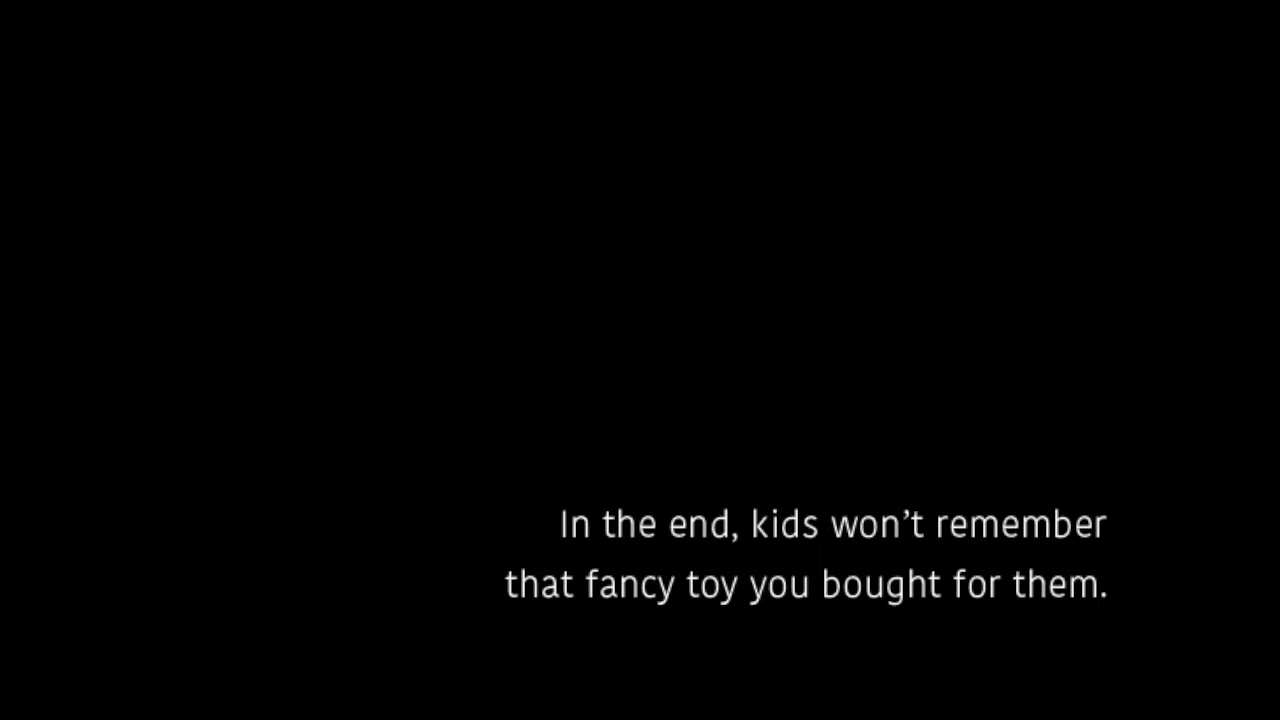 In the end, kids won’t remember
that fancy toy you bought for them.